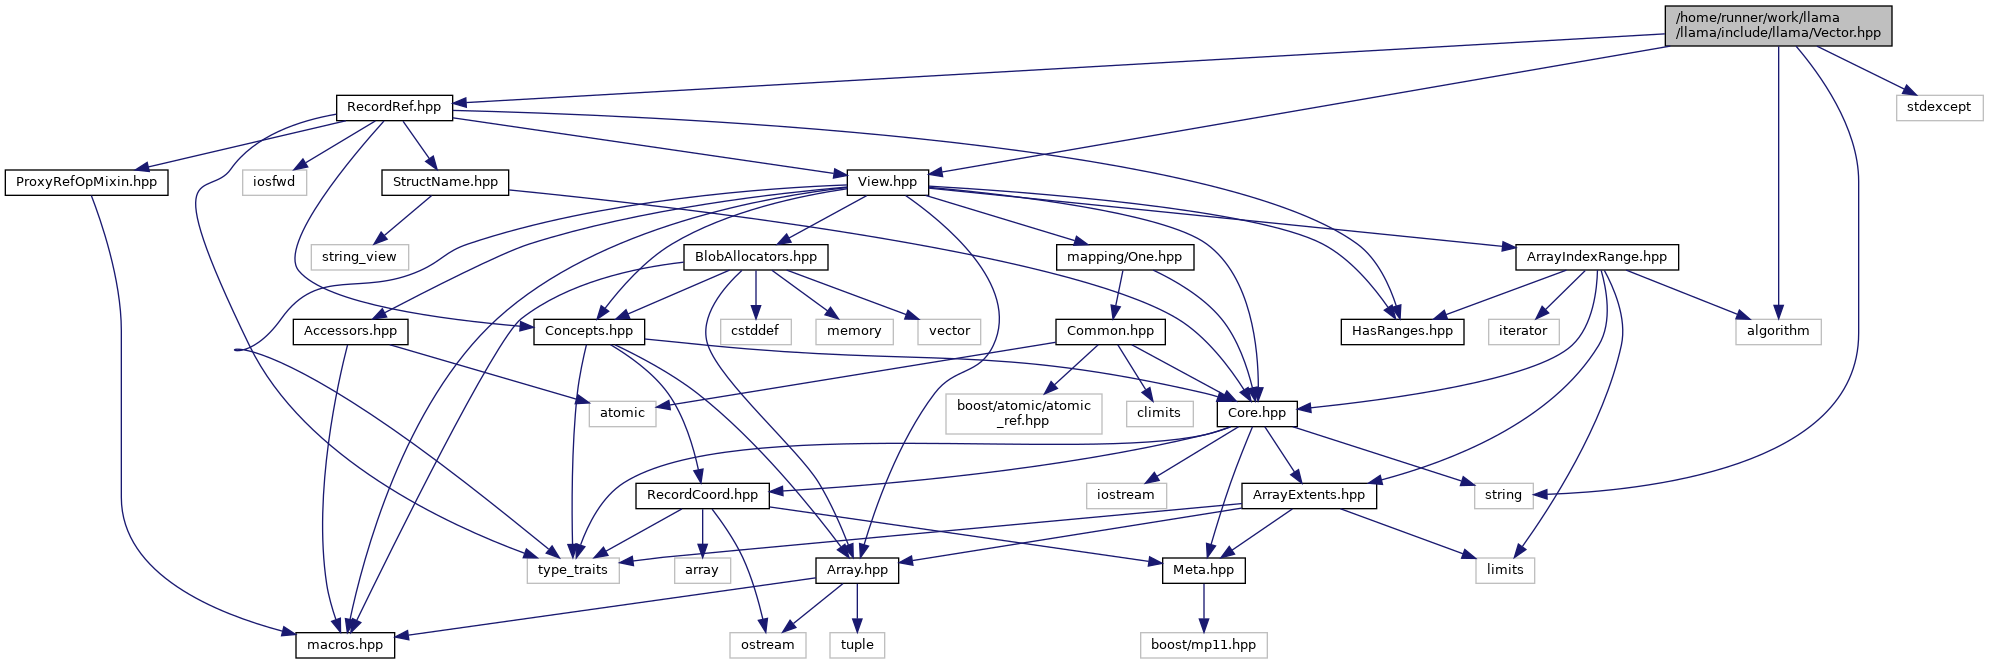 /home/runner/work/llama
/llama/include/llama/Vector.hpp
RecordRef.hpp
stdexcept
ProxyRefOpMixin.hpp
iosfwd
StructName.hpp
View.hpp
string_view
BlobAllocators.hpp
mapping/One.hpp
ArrayIndexRange.hpp
Accessors.hpp
Concepts.hpp
cstddef
memory
vector
Common.hpp
HasRanges.hpp
iterator
algorithm
atomic
boost/atomic/atomic
_ref.hpp
climits
Core.hpp
RecordCoord.hpp
iostream
ArrayExtents.hpp
string
type_traits
array
Array.hpp
Meta.hpp
limits
macros.hpp
ostream
tuple
boost/mp11.hpp